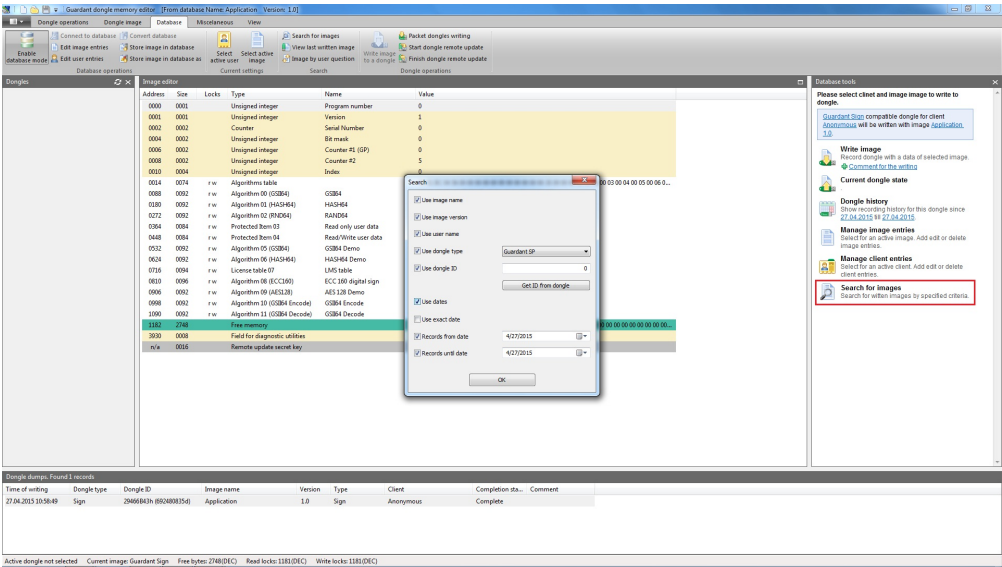 Guardant dongle memory editor - [From database Name: Application Version: 1.0]
Dongle operations Dongle image Database Miscelaneous View
Enable database mode
Connect to database
Edit image entries
Edit user entries
Convert database
Store image in database
Store image in database as
Database operations
Select active user
Select active image
Current settings
Search for images
View last written image
Image by user question
Search
Write image to a dongle
Packet dongles writing
Start dongle remote update
Finish dongle remote update
Dongle operations
Dongles
Image editor
Address Size Locks Type Name Value
0000 0001 Unsigned integer Program number 0
0001 0001 Unsigned integer Version 1
0002 0002 Counter Serial Number 0
0004 0002 Unsigned integer Bit mask 0
0006 0002 Unsigned integer Counter #1 (GP) 0
0008 0002 Unsigned integer Counter #2 5
0010 0004 Unsigned integer Index 0
0014 0074 r w Algorithms table 00 03 00 04 00 05 00 06 0...
0088 0092 r w Algorithm 00 (GSII64) GSII64
0180 0092 r w Algorithm 01 (HASH64) HASH64
0272 0092 r w Algorithm 02 (RND64) RAND64
0364 0084 r w Protected Item 03 Read only user data
0448 0084 r w Protected Item 04 Read/Write user data
0532 0092 r w Algorithm 05 (GSII64) GSII64 Demo
0624 0092 r w Algorithm 06 (HASH64) HASH64 Demo
0716 0094 r w License table 07 LMS table
0810 0096 r w Algorithm 08 (ECC160) ECC 160 digital sign
0906 0092 r w Algorithm 09 (AES128) AES 128 Demo
0998 0092 r w Algorithm 10 (GSII64 Encode) GSII64 Encode
1090 0092 r w Algorithm 11 (GSII64 Decode) GSII64 Decode
1182 2748 Free memory 0 00 00 00 00 00 00 00 00...
3930 0008 Field for diagnostic utilities
n/a 0016 Remote update secret key
Search
Use image name
Use image version
Use user name
Use dongle type Guardant SP
Use dongle ID 0
Get ID from dongle
Use dates
Use exact date
Records from date 4/27/2015
Records until date 4/27/2015
OK
Database tools
Please select clinet and image image to write to
dongle.
Guardant Sign compatible dongle for client
Anonymous will be written with image Application
1.0.
Write image
Record dongle with a data of selected image.
Comment for the writing
Current dongle state
.
Dongle history
Show recording history for this dongle since
27.04.2015 till 27.04.2015.
Manage image entries
Select for an active image. Add edit or delete
image entries.
Manage client entries
Select for an active client. Add edit or delete
client entries.
Search for images
Search for witten images by specified criteria.
Dongle dumps. Found 1 records
Time of writing Dongle type Dongle ID Image name Version Type Client Completion sta... Comment
27.04.2015 10:58:49 Sign 29466B43h (692480835d) Application 1.0 Sign Anonymous Complete
Active dongle not selected Current image: Guardant Sign Free bytes: 2748(DEC) Read locks: 1181(DEC) Write locks: 1181(DEC)